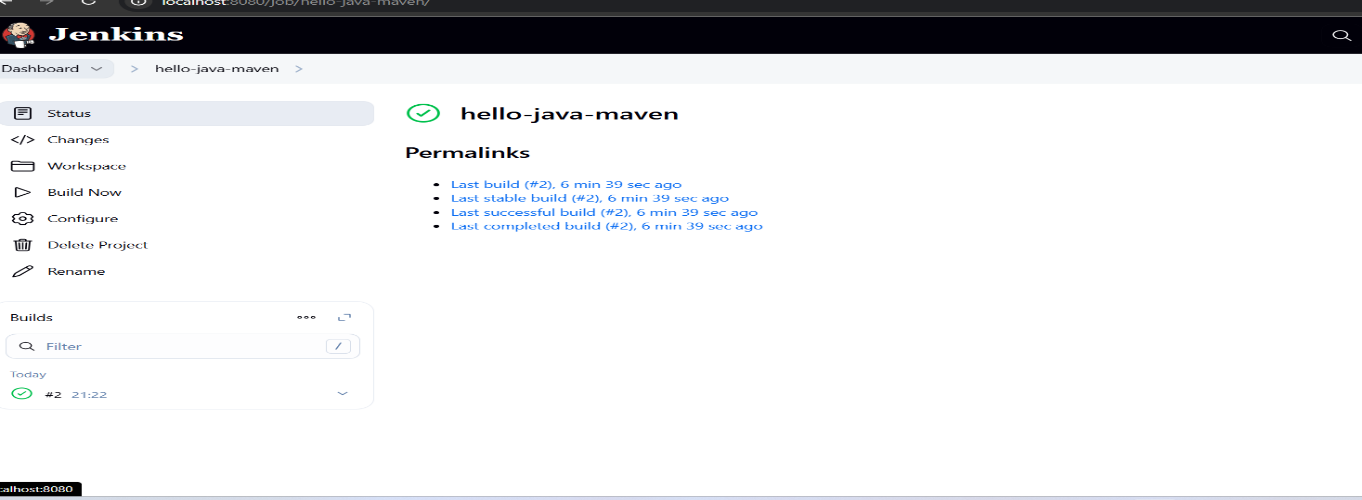 localhost:8080/job/hello-java-maven/
Jenkins
Dashboard > hello-java-maven >
Status
Changes
Workspace
Build Now
Configure
Delete Project
Rename
Builds
Filter /
Today
#2 21:22
hello-java-maven
Permalinks
Last build (#2), 6 min 39 sec ago
Last stable build (#2), 6 min 39 sec ago
Last successful build (#2), 6 min 39 sec ago
Last completed build (#2), 6 min 39 sec ago
calhost:8080